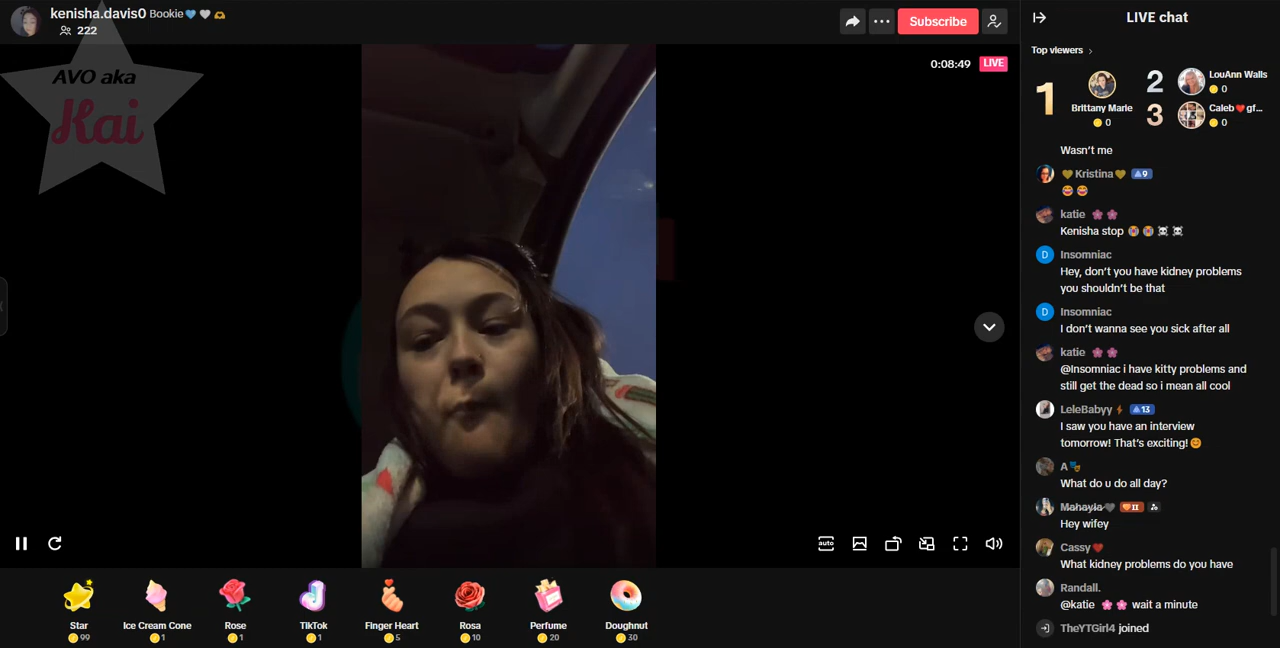 kenisha.davis0 Bookie💙🤍🫶
222
Subscribe
AVO aka
Kai
0:08:49 LIVE
auto
Star
99
Ice Cream Cone
1
Rose
1
TikTok
1
Finger Heart
5
Rosa
10
Perfume
20
Doughnut
30
LIVE chat
Top viewers
1
Brittany Marie
0
2
LouAnn Walls
0
3
Caleb❤️gf...
0
Wasn't me
Kristina 9
katie 🌸🌸
Kenisha stop 😭😭☠️☠️
D Insomniac
Hey, don't you have kidney problems
you shouldn't be that
D Insomniac
I don't wanna see you sick after all
katie 🌸🌸
@Insomniac i have kitty problems and
still get the dead so i mean all cool
LeleBabyy 13
I saw you have an interview
tomorrow! That's exciting!😊
A🎭
What do u do all day?
Mahayla II
Hey wifey
Cassy❤️
What kidney problems do you have
Randall.
@katie 🌸🌸 wait a minute
TheYTGirl4 joined